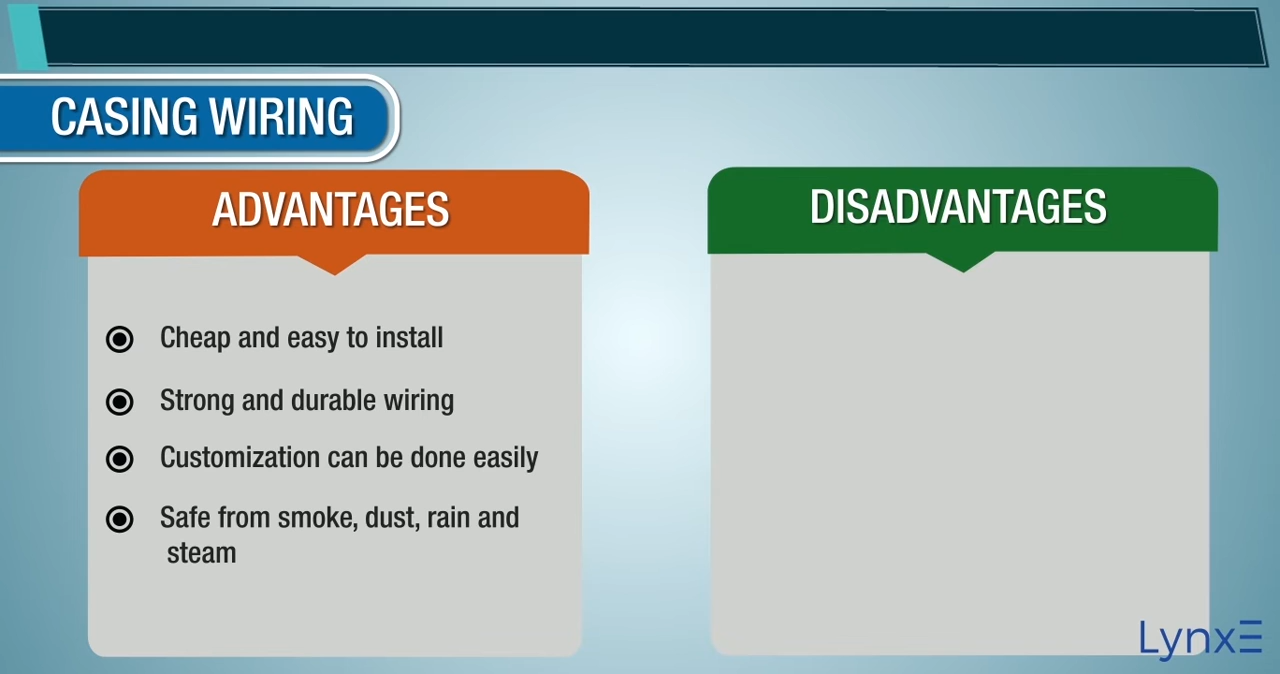 CASING WIRING
ADVANTAGES
Cheap and easy to install
Strong and durable wiring
Customization can be done easily
Safe from smoke, dust, rain and
steam
DISADVANTAGES
LynxE